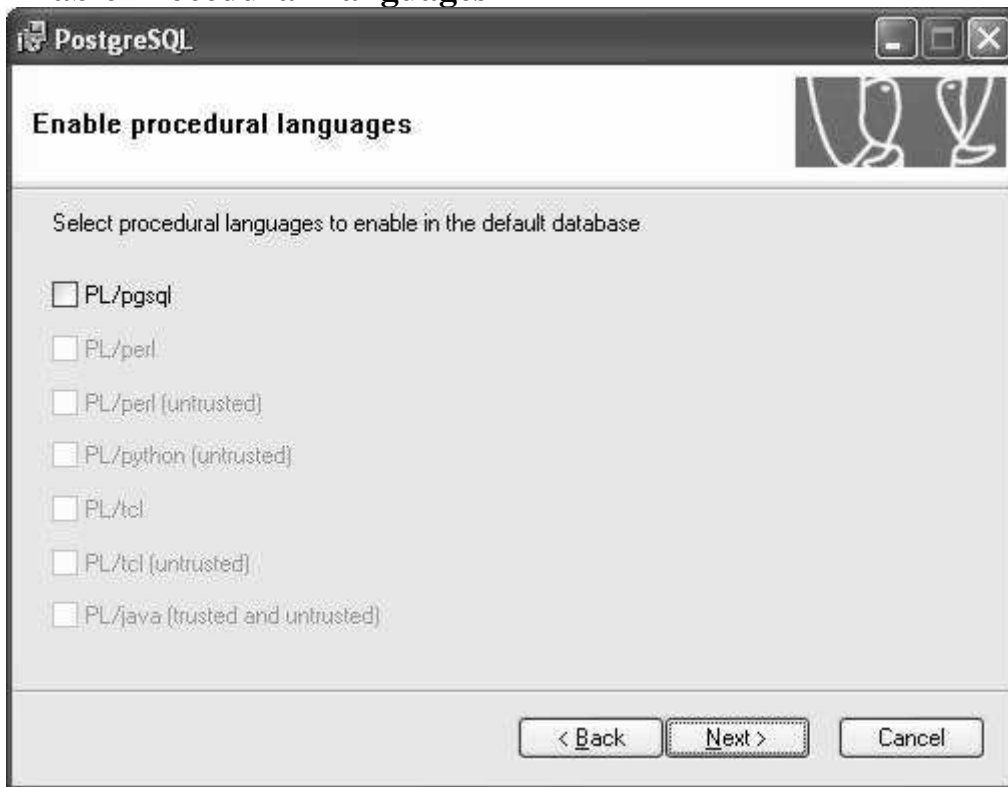 PostgreSQL
Enable procedural languages
Select procedural languages to enable in the default database
PL/pgsql
PL/perl
PL/perl (untrusted)
PL/python (untrusted)
PL/tcl
PL/tcl (untrusted)
PL/java (trusted and untrusted)
< Back
Next >
Cancel